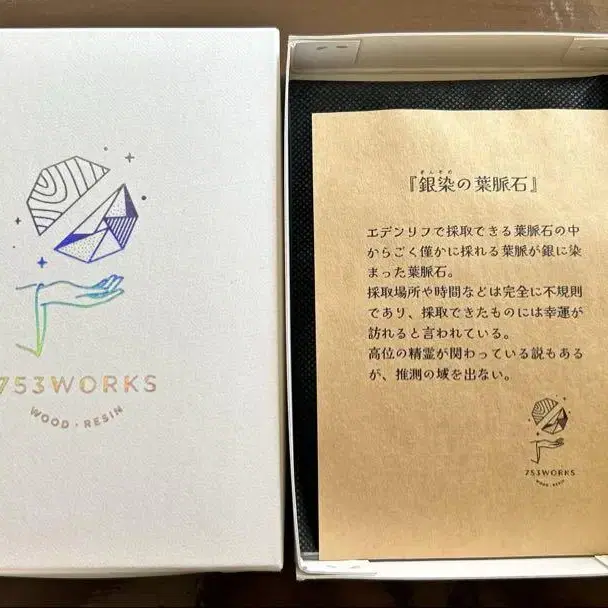 753WORKS
WOOD・RESIN
『銀染の葉脈石』
ぎんぞめ
エデンリフで採取できる葉脈石の中
からごく僅かに採れる葉脈が銀に染
まった葉脈石。
採取場所や時間などは完全に不規則
であり、採取できたものには幸運が
訪れると言われている。
高位の精霊が関わっている説もある
が、推測の域を出ない。
753WORKS
WOOD・RESIN